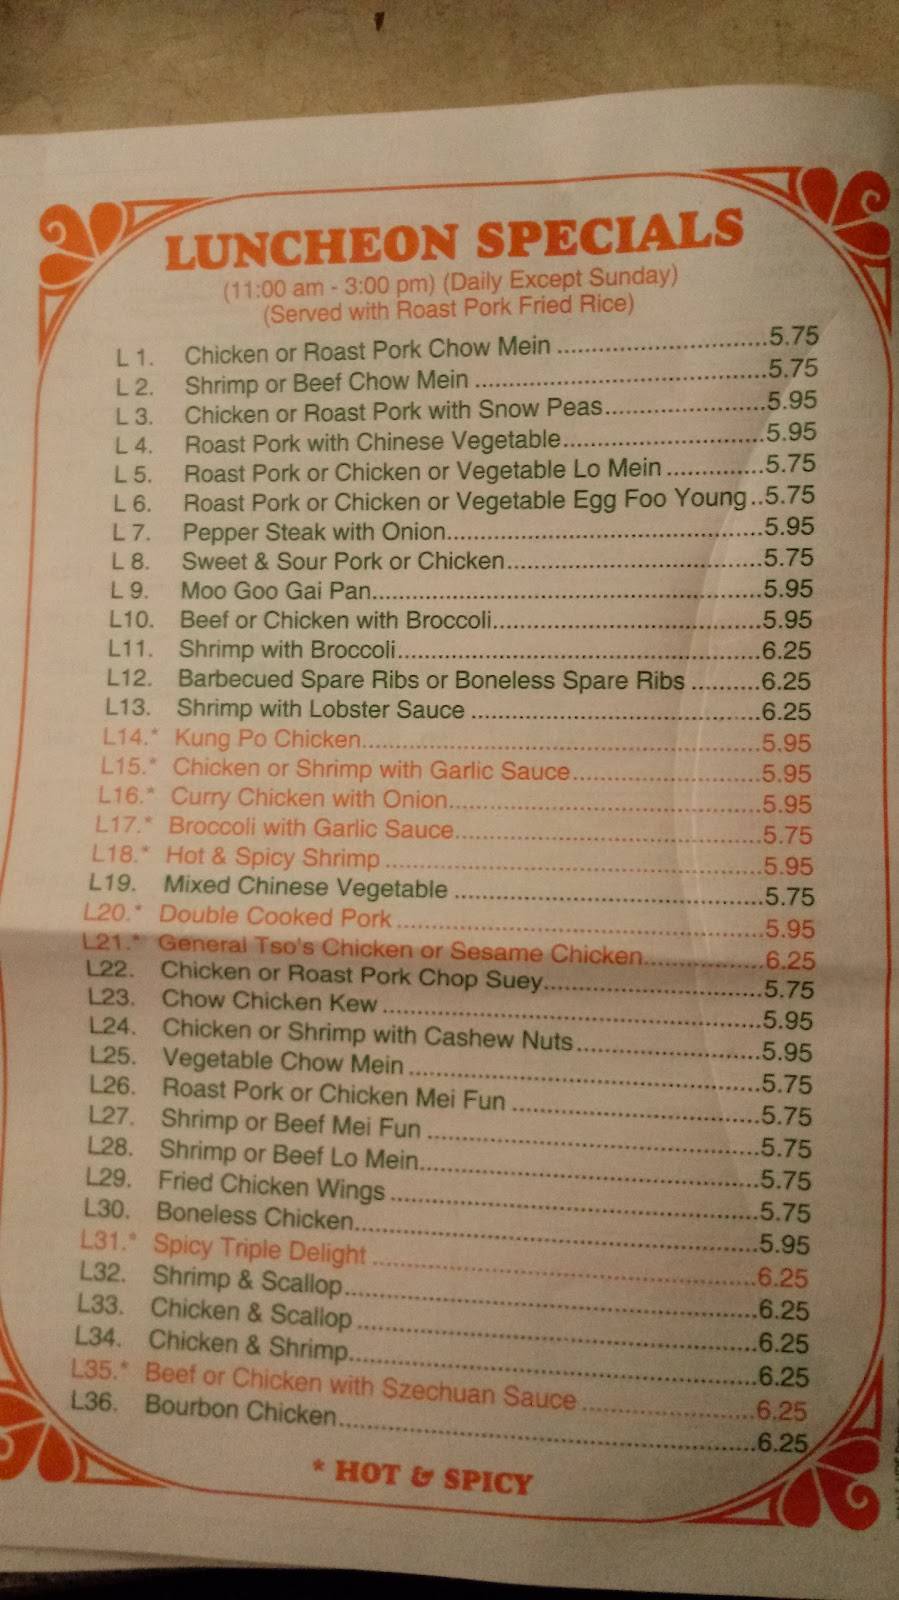 LUNCHEON SPECIALS
(11:00 am - 3:00 pm) (Daily Except Sunday)
(Served with Roast Pork Fried Rice)
L 1. Chicken or Roast Pork Chow Mein ..............................5.75
L 2. Shrimp or Beef Chow Mein ..........................................5.75
L 3. Chicken or Roast Pork with Snow Peas.......................5.95
L 4. Roast Pork with Chinese Vegetable.............................5.95
L 5. Roast Pork or Chicken or Vegetable Lo Mein ..............5.75
L 6. Roast Pork or Chicken or Vegetable Egg Foo Young..5.75
L 7. Pepper Steak with Onion..............................................5.95
L 8. Sweet & Sour Pork or Chicken.....................................5.75
L 9. Moo Goo Gai Pan.........................................................5.95
L10. Beef or Chicken with Broccoli.......................................5.95
L11. Shrimp with Broccoli.....................................................6.25
L12. Barbecued Spare Ribs or Boneless Spare Ribs ..........6.25
L13. Shrimp with Lobster Sauce ..........................................6.25
L14.* Kung Po Chicken..........................................................5.95
L15.* Chicken or Shrimp with Garlic Sauce...........................5.95
L16.* Curry Chicken with Onion.............................................5.95
L17.* Broccoli with Garlic Sauce............................................5.75
L18.* Hot & Spicy Shrimp ......................................................5.95
L19. Mixed Chinese Vegetable ............................................5.75
L20.* Double Cooked Pork ....................................................5.95
L21.* General Tso's Chicken or Sesame Chicken.................6.25
L22. Chicken or Roast Pork Chop Suey...............................5.75
L23. Chow Chicken Kew ......................................................5.95
L24. Chicken or Shrimp with Cashew Nuts..........................5.95
L25. Vegetable Chow Mein ..................................................5.75
L26. Roast Pork or Chicken Mei Fun ...................................5.75
L27. Shrimp or Beef Mei Fun ...............................................5.75
L28. Shrimp or Beef Lo Mein................................................5.75
L29. Fried Chicken Wings ....................................................5.75
L30. Boneless Chicken.........................................................5.95
L31.* Spicy Triple Delight .......................................................6.25
L32. Shrimp & Scallop..........................................................6.25
L33. Chicken & Scallop ........................................................6.25
L34. Chicken & Shrimp.........................................................6.25
L35.* Beef or Chicken with Szechuan Sauce ........................6.25
L36. Bourbon Chicken..........................................................6.25
* HOT & SPICY